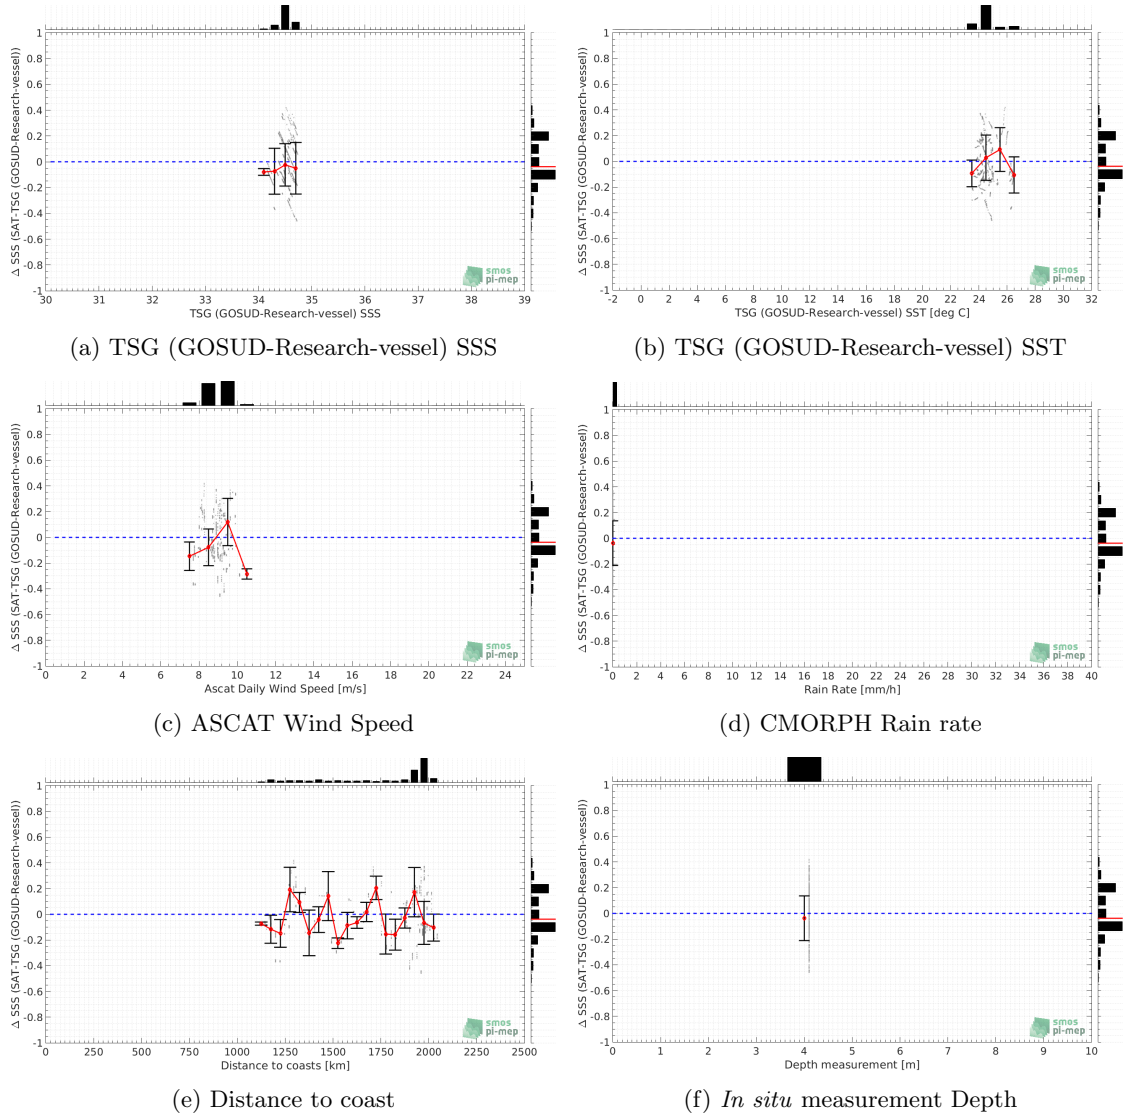 1
0.8
0.6
0.4
0.2
0
-0.2
-0.4
-0.6
-0.8
-1
Δ SSS (SAT-TSG (GOSUD-Research-vessel))
30 31 32 33 34 35 36 37 38 39
TSG (GOSUD-Research-vessel) SSS
smos
pi-mep
(a) TSG (GOSUD-Research-vessel) SSS
1
0.8
0.6
0.4
0.2
0
-0.2
-0.4
-0.6
-0.8
-1
Δ SSS (SAT-TSG (GOSUD-Research-vessel))
-2 0 2 4 6 8 10 12 14 16 18 20 22 24 26 28 30 32
TSG (GOSUD-Research-vessel) SST [deg C]
smos
pi-mep
(b) TSG (GOSUD-Research-vessel) SST
1
0.8
0.6
0.4
0.2
0
-0.2
-0.4
-0.6
-0.8
-1
Δ SSS (SAT-TSG (GOSUD-Research-vessel))
0 2 4 6 8 10 12 14 16 18 20 22 24
Ascat Daily Wind Speed [m/s]
smos
pi-mep
(c) ASCAT Wind Speed
1
0.8
0.6
0.4
0.2
0
-0.2
-0.4
-0.6
-0.8
-1
Δ SSS (SAT-TSG (GOSUD-Research-vessel))
0 2 4 6 8 10 12 14 16 18 20 22 24 26 28 30 32 34 36 38 40
Rain Rate [mm/h]
smos
pi-mep
(d) CMORPH Rain rate
1
0.8
0.6
0.4
0.2
0
-0.2
-0.4
-0.6
-0.8
-1
Δ SSS (SAT-TSG (GOSUD-Research-vessel))
0 250 500 750 1000 1250 1500 1750 2000 2250 2500
Distance to coasts [km]
smos
pi-mep
(e) Distance to coast
1
0.8
0.6
0.4
0.2
0
-0.2
-0.4
-0.6
-0.8
-1
Δ SSS (SAT-TSG (GOSUD-Research-vessel))
0 1 2 3 4 5 6 7 8 9 10
Depth measurement [m]
smos
pi-mep
(f) In situ measurement Depth